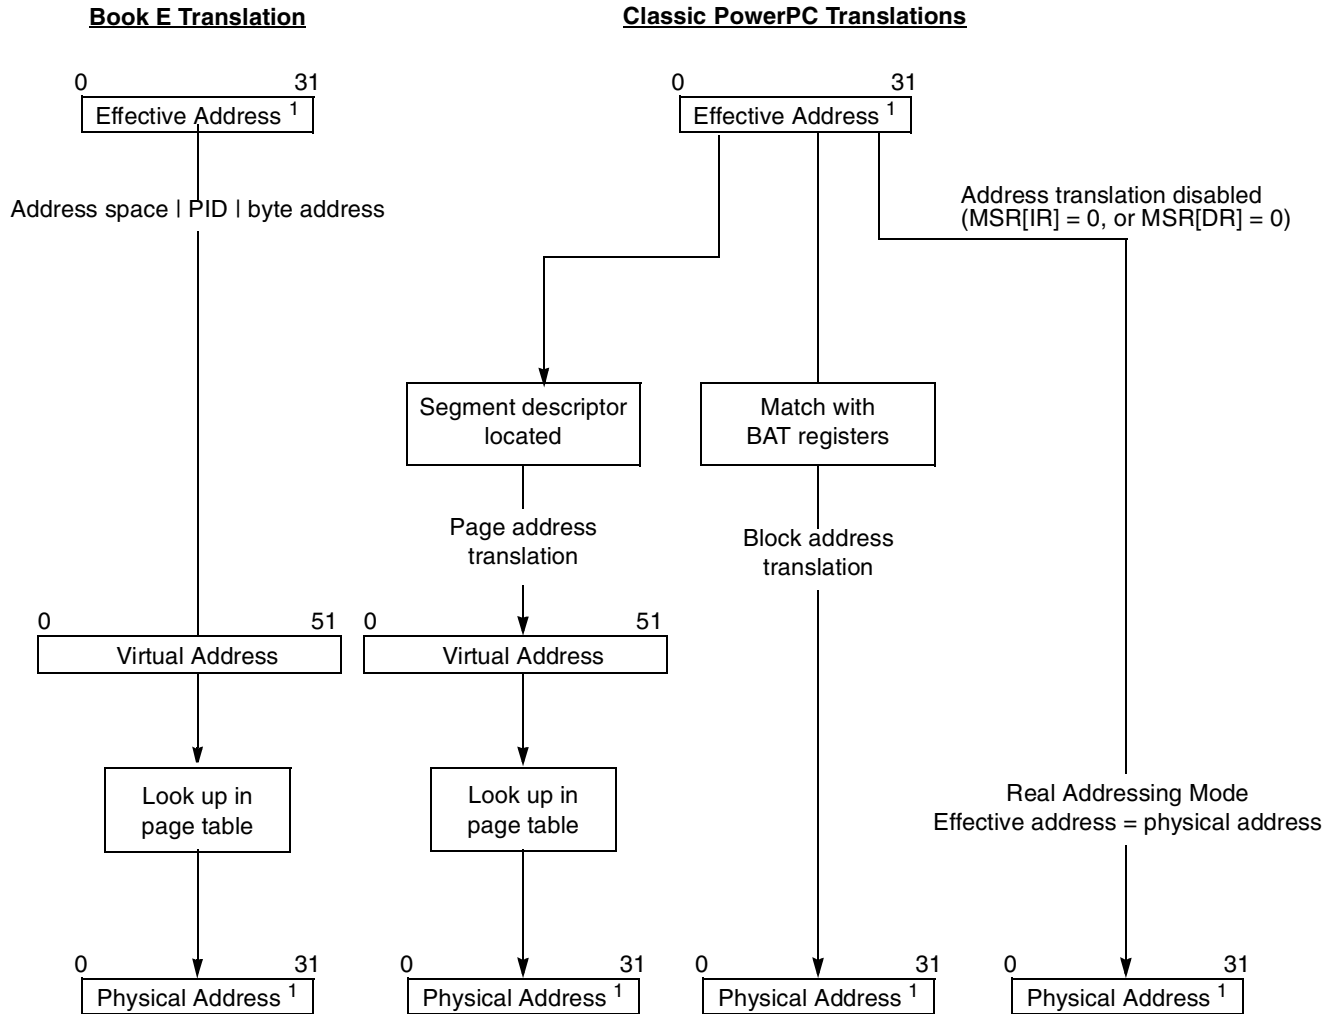 Book E Translation
Classic PowerPC Translations
0 31
Effective Address 1
0 31
Effective Address 1
Address space | PID | byte address
Address translation disabled
(MSR[IR] = 0, or MSR[DR] = 0)
Segment descriptor
located
Match with
BAT registers
Page address
translation
Block address
translation
0 51
Virtual Address
0 51
Virtual Address
Look up in
page table
Look up in
page table
Real Addressing Mode
Effective address = physical address
0 31
Physical Address 1
0 31
Physical Address 1
0 31
Physical Address 1
0 31
Physical Address 1